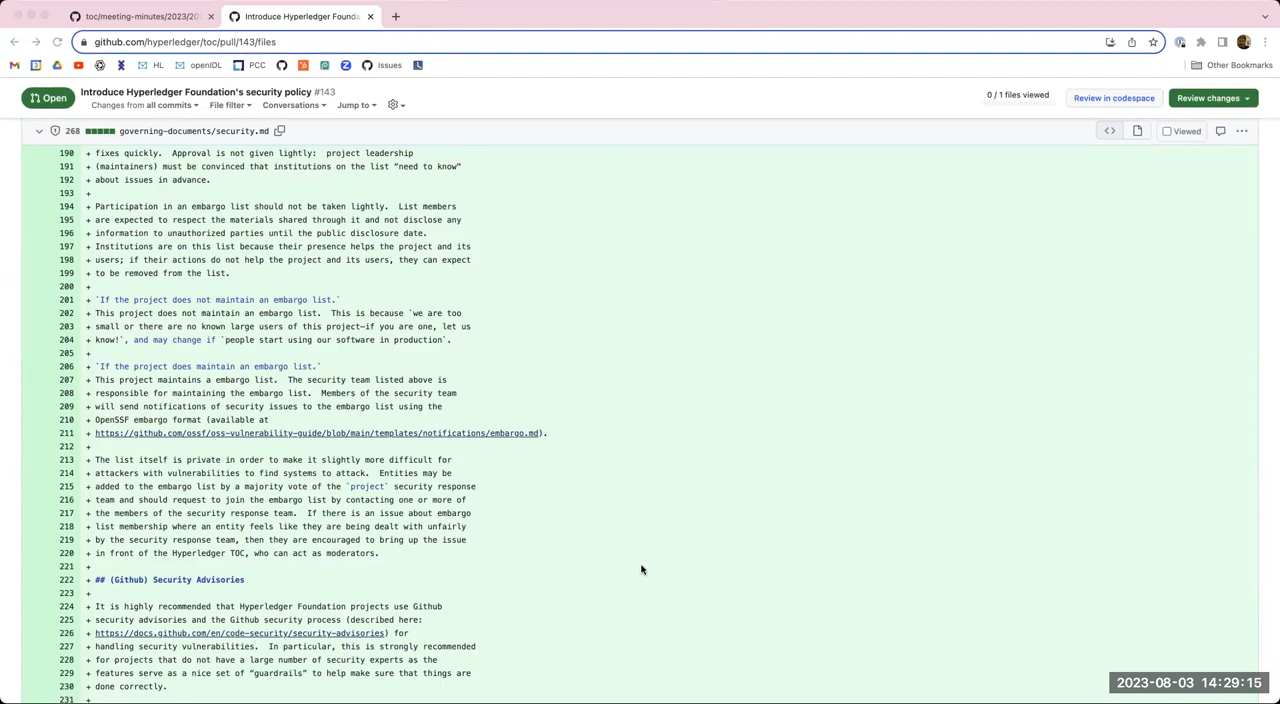 toc/meeting-minutes/2023/202
Introduce Hyperledger Founda
github.com/hyperledger/toc/pull/143/files
HL
openIDL
PCC
Issues
Other Bookmarks
Open
Introduce Hyperledger Foundation's security policy #143
Changes from all commits
File filter
Conversations
Jump to
0 / 1 files viewed
Review in codespace
Review changes
268 governing-documents/security.md
Viewed
190 + fixes quickly.  Approval is not given lightly:  project leadership
191 + (maintainers) must be convinced that institutions on the list “need to know”
192 + about issues in advance.
193 +
194 + Participation in an embargo list should not be taken lightly.  List members
195 + are expected to respect the materials shared through it and not disclose any
196 + information to unauthorized parties until the public disclosure date.
197 + Institutions are on this list because their presence helps the project and its
198 + users; if their actions do not help the project and its users, they can expect
199 + to be removed from the list.
200 +
201 + `If the project does not maintain an embargo list.`
202 + This project does not maintain an embargo list.  This is because `we are too
203 + small or there are no known large users of this project—if you are one, let us
204 + know!`, and may change if `people start using our software in production`.
205 +
206 + `If the project does maintain an embargo list.`
207 + This project maintains a embargo list.  The security team listed above is
208 + responsible for maintaining the embargo list.  Members of the security team
209 + will send notifications of security issues to the embargo list using the
210 + OpenSSF embargo format (available at
211 + https://github.com/ossf/oss-vulnerability-guide/blob/main/templates/notifications/embargo.md).
212 +
213 + The list itself is private in order to make it slightly more difficult for
214 + attackers with vulnerabilities to find systems to attack.  Entities may be
215 + added to the embargo list by a majority vote of the `project` security response
216 + team and should request to join the embargo list by contacting one or more of
217 + the members of the security response team.  If there is an issue about embargo
218 + list membership where an entity feels like they are being dealt with unfairly
219 + by the security response team, then they are encouraged to bring up the issue
220 + in front of the Hyperledger TOC, who can act as moderators.
221 +
222 + ## (Github) Security Advisories
223 +
224 + It is highly recommended that Hyperledger Foundation projects use Github
225 + security advisories and the Github security process (described here:
226 + https://docs.github.com/en/code-security/security-advisories) for
227 + handling security vulnerabilities.  In particular, this is strongly recommended
228 + for projects that do not have a large number of security experts as the
229 + features serve as a nice set of “guardrails” to help make sure that things are
230 + done correctly.
231 +
2023-08-03 14:29:15